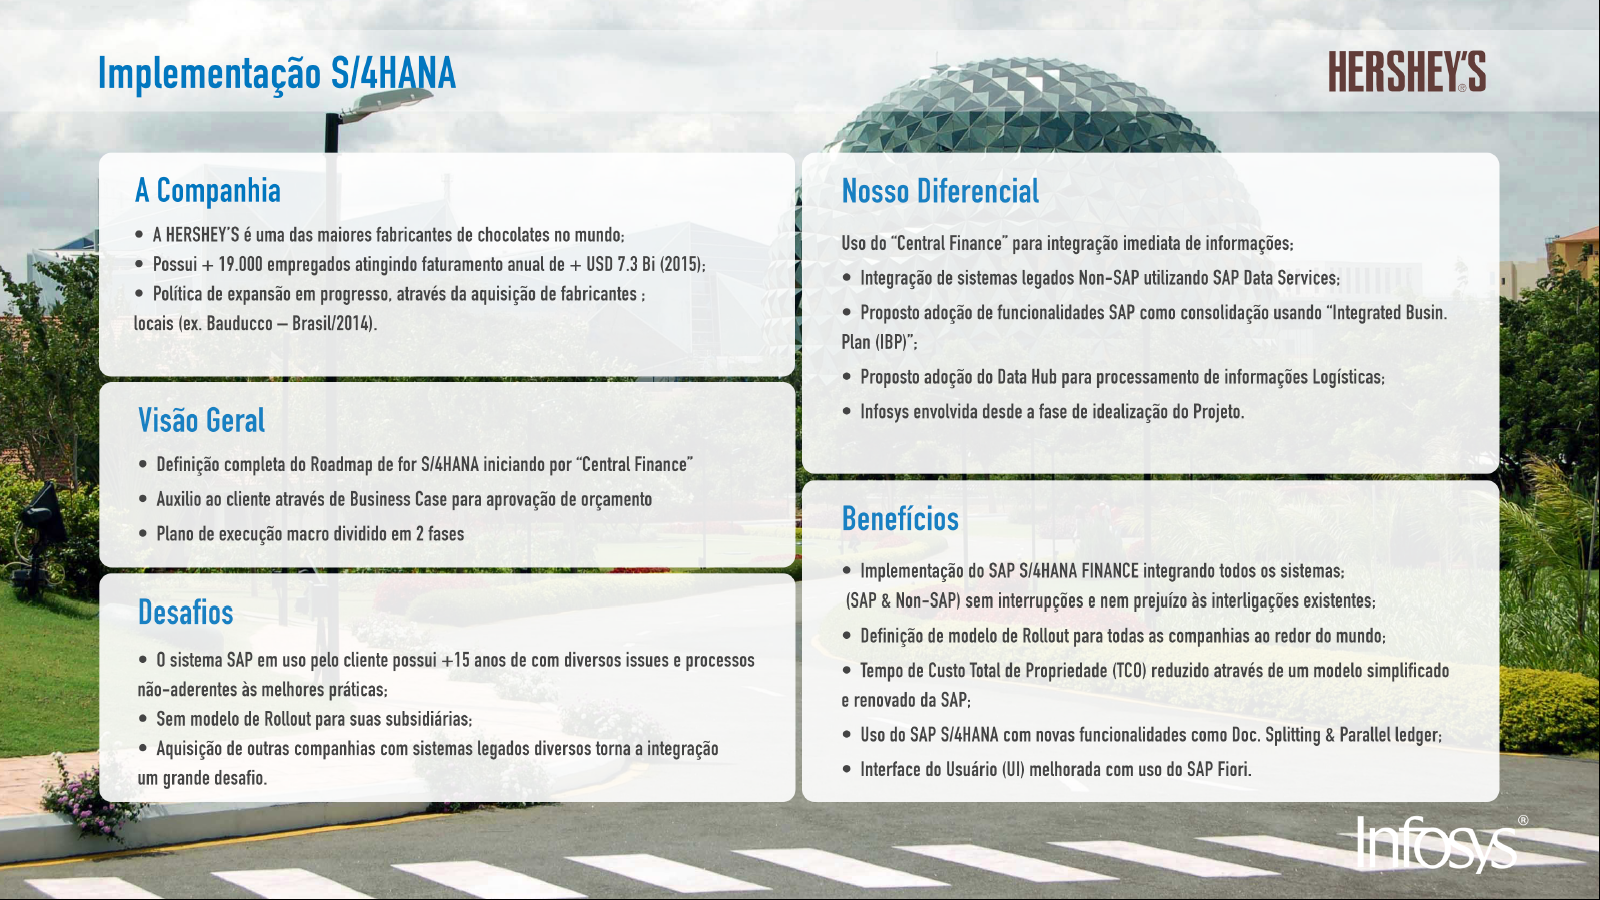 Implementação S/4HANA
HERSHEY'S®
A Companhia
• A HERSHEY'S é uma das maiores fabricantes de chocolates no mundo;
• Possui + 19.000 empregados atingindo faturamento anual de + USD 7.3 Bi (2015);
• Política de expansão em progresso, através da aquisição de fabricantes ;
locais (ex. Bauducco – Brasil/2014).
Visão Geral
• Definição completa do Roadmap de for S/4HANA iniciando por “Central Finance”
• Auxilio ao cliente através de Business Case para aprovação de orçamento
• Plano de execução macro dividido em 2 fases
Desafios
• O sistema SAP em uso pelo cliente possui +15 anos de com diversos issues e processos
não-aderentes às melhores práticas;
• Sem modelo de Rollout para suas subsidiárias;
• Aquisição de outras companhias com sistemas legados diversos torna a integração
um grande desafio.
Nosso Diferencial
Uso do “Central Finance” para integração imediata de informações;
• Integração de sistemas legados Non-SAP utilizando SAP Data Services;
• Proposto adoção de funcionalidades SAP como consolidação usando “Integrated Busin.
Plan (IBP)”;
• Proposto adoção do Data Hub para processamento de informações Logísticas;
• Infosys envolvida desde a fase de idealização do Projeto.
Benefícios
• Implementação do SAP S/4HANA FINANCE integrando todos os sistemas;
(SAP & Non-SAP) sem interrupções e nem prejuízo às interligações existentes;
• Definição de modelo de Rollout para todas as companhias ao redor do mundo;
• Tempo de Custo Total de Propriedade (TCO) reduzido através de um modelo simplificado
e renovado da SAP;
• Uso do SAP S/4HANA com novas funcionalidades como Doc. Splitting & Parallel ledger;
• Interface do Usuário (UI) melhorada com uso do SAP Fiori.
Infosys®